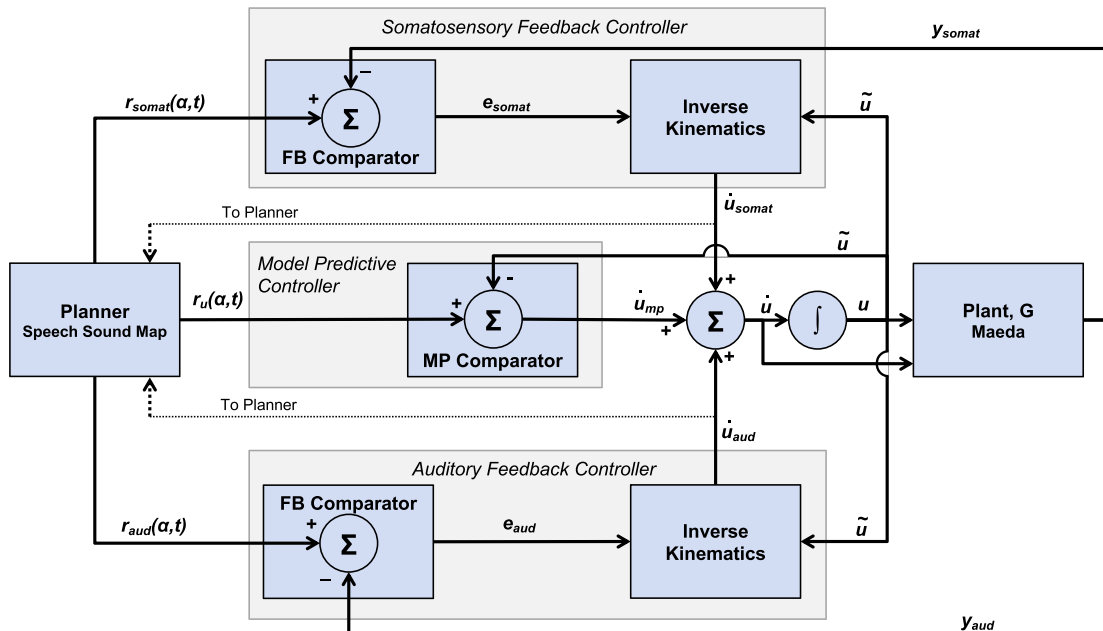 Somatosensory Feedback Controller
y_somat
r_somat(α,t)
+
−
Σ
FB Comparator
e_somat
Inverse
Kinematics
ũ
u̇_somat
To Planner
Model Predictive
Controller
ũ
Planner
Speech Sound Map
r_u(α,t)
+
-
Σ
MP Comparator
u̇_mp
+
+
+
Σ
u̇
∫
u
Plant, G
Maeda
To Planner
u̇_aud
Auditory Feedback Controller
FB Comparator
r_aud(α,t)
+
−
Σ
e_aud
Inverse
Kinematics
ũ
y_aud